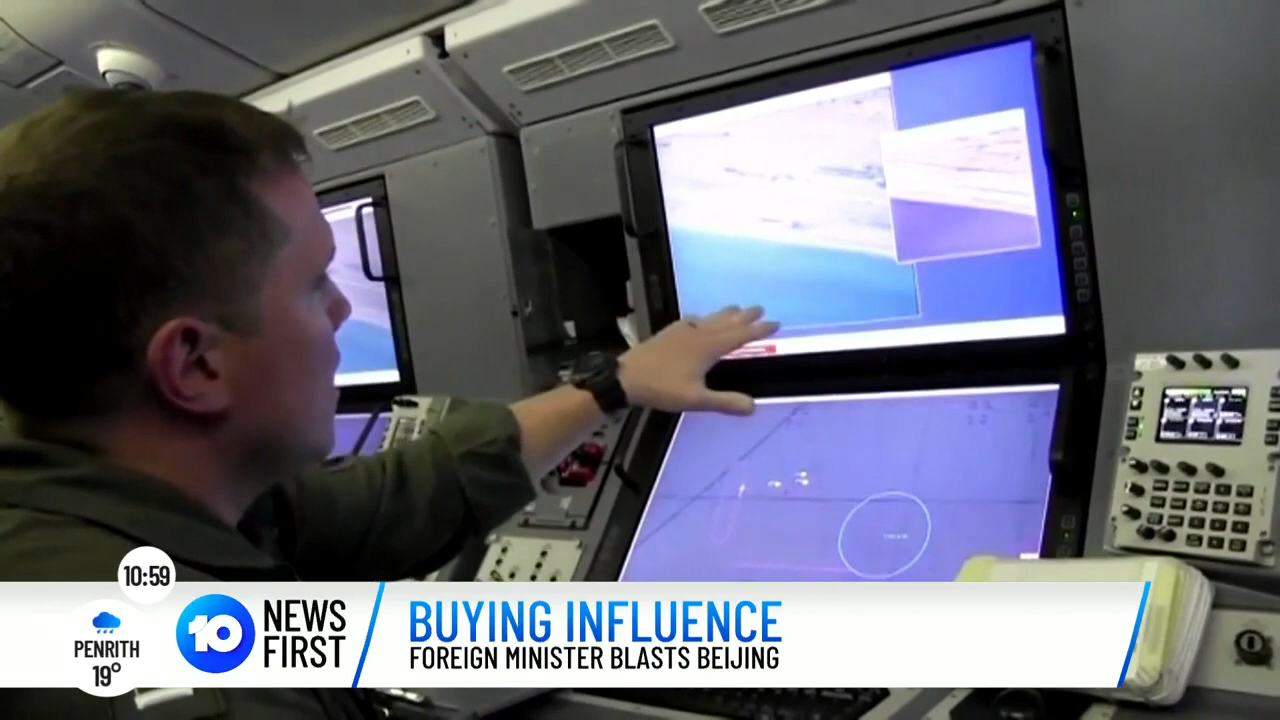 10:59
PENRITH
19°
10
NEWS
FIRST
BUYING INFLUENCE
FOREIGN MINISTER BLASTS BEIJING